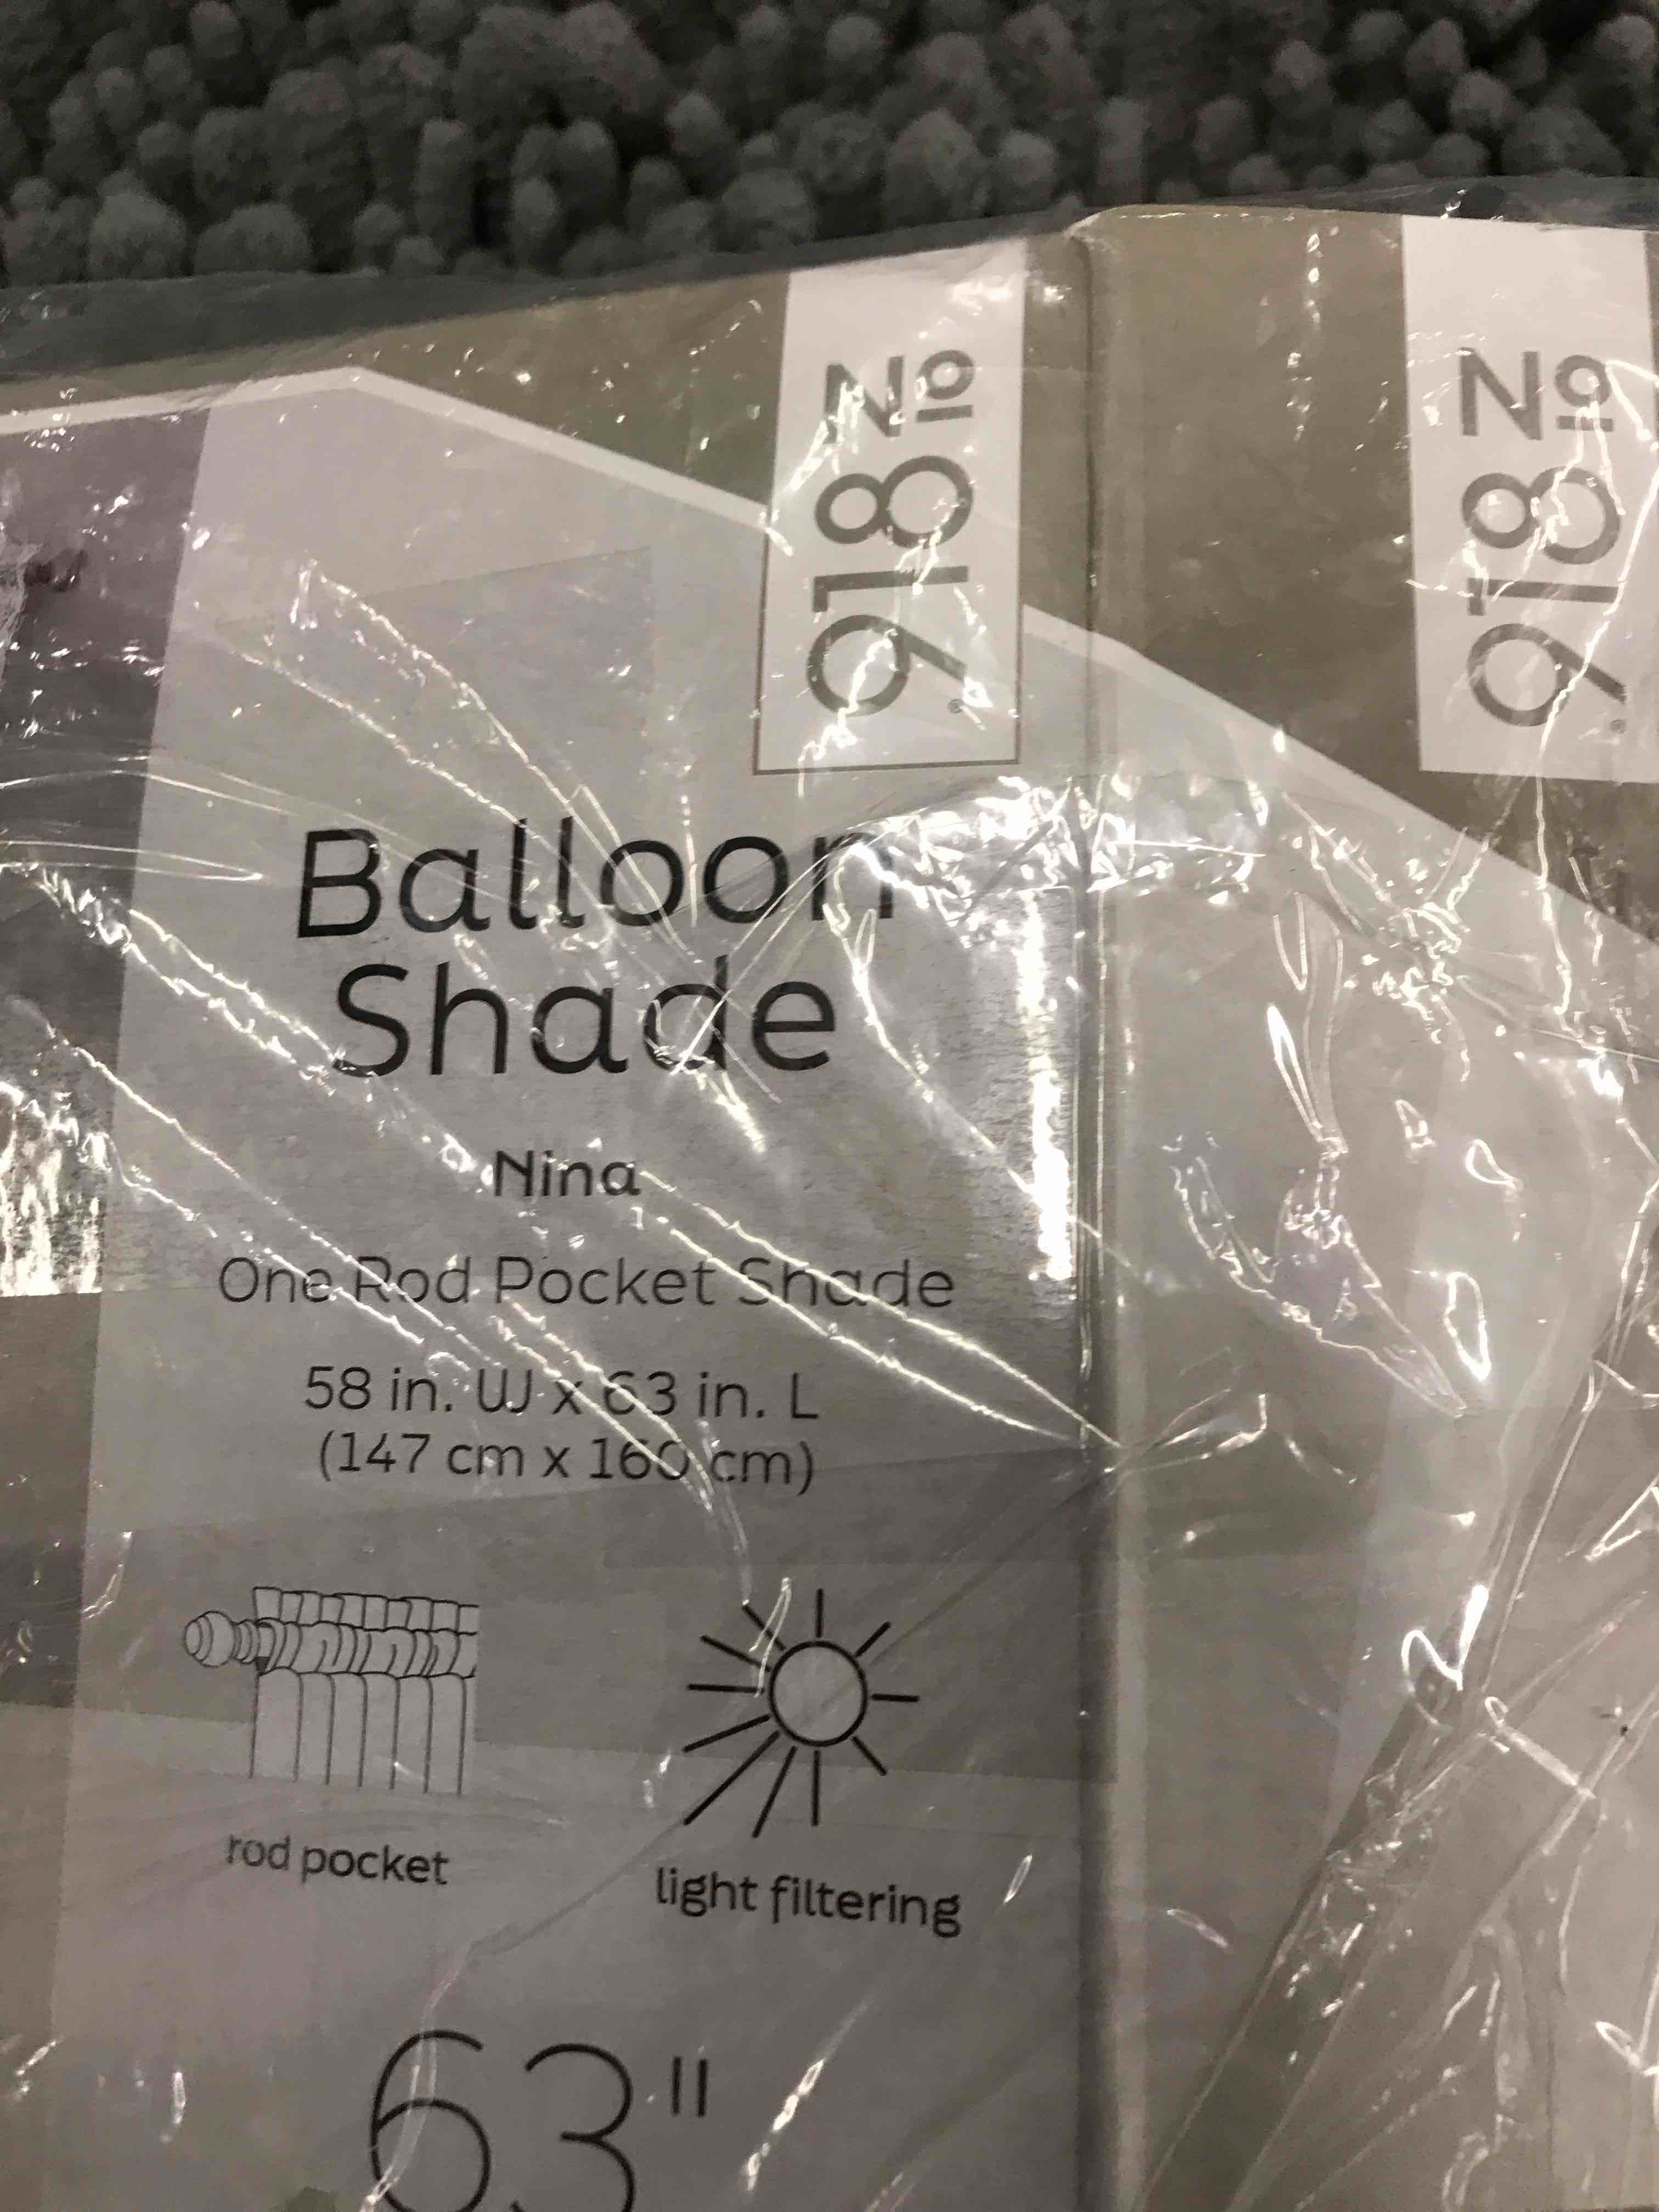 No. 918®
No. 918®
Balloon
Shade
Nina
One Rod Pocket Shade
58 in. W x 63 in. L
(147 cm x 160 cm)
rod pocket
light filtering
63"